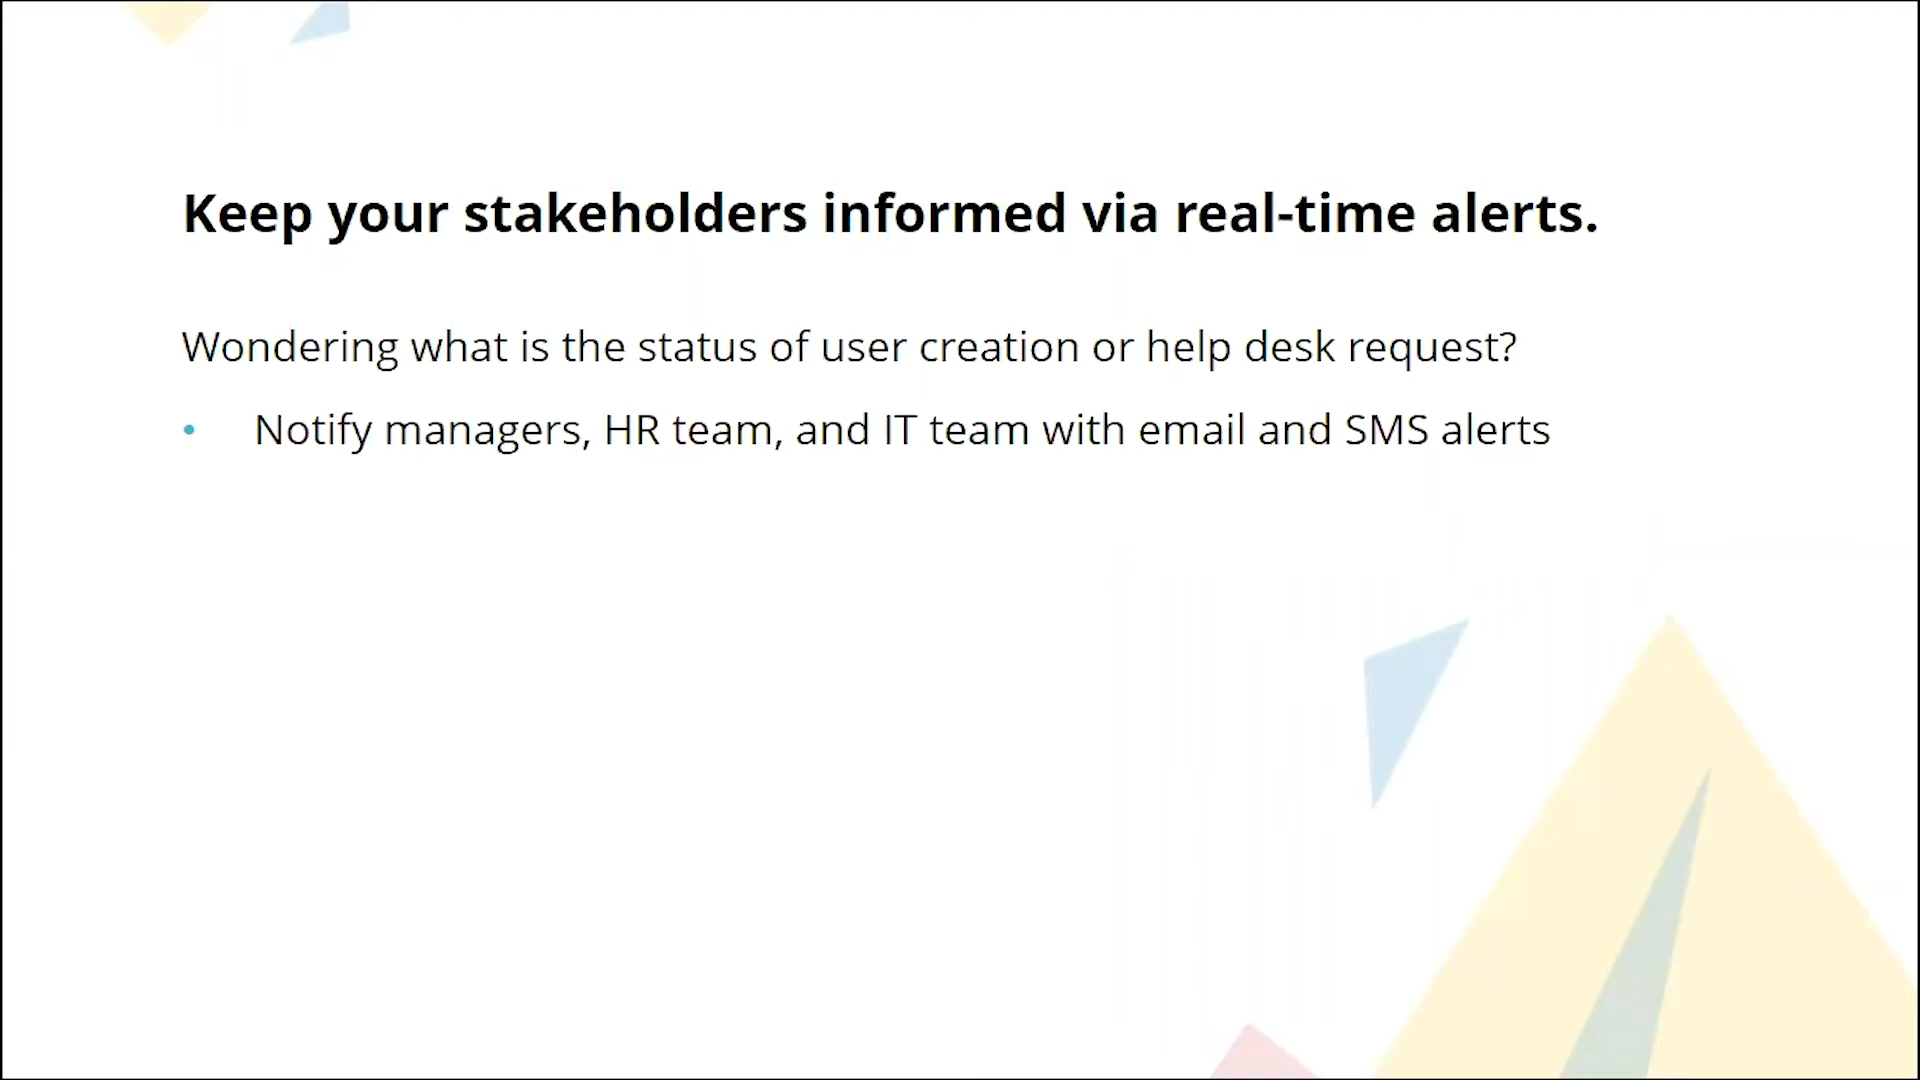 Keep your stakeholders informed via real-time alerts.
Wondering what is the status of user creation or help desk request?
• Notify managers, HR team, and IT team with email and SMS alerts